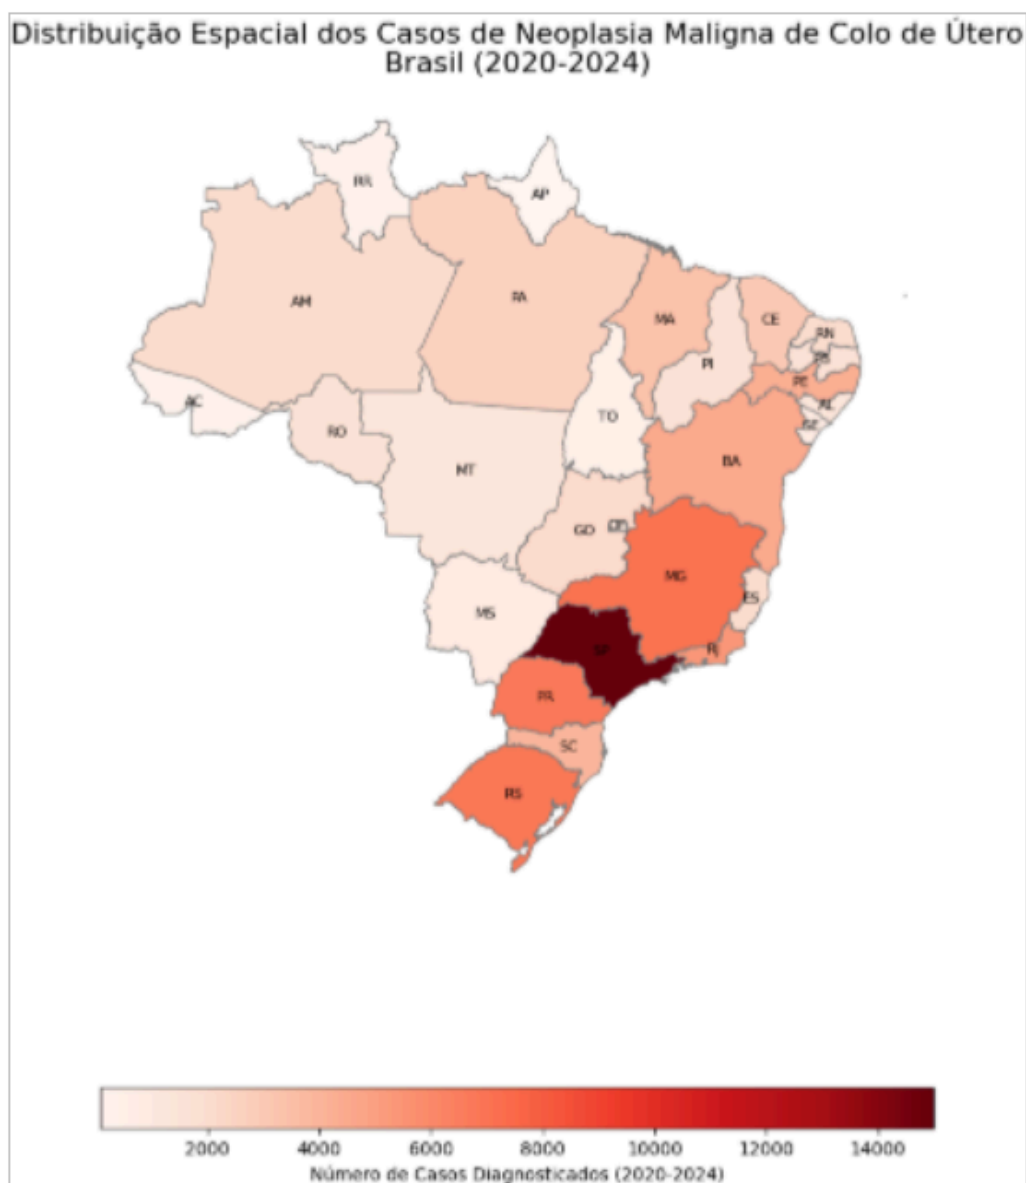 Distribuição Espacial dos Casos de Neoplasia Maligna de Colo de Útero
Brasil (2020-2024)
RR
AP
AM
PA
MA
CE
RN
PI
PE
AC
TO
AL
SE
RO
BA
MT
GO
DF
MG
ES
MS
SP
RJ
PR
SC
RS
2000 4000 6000 8000 10000 12000 14000
Número de Casos Diagnosticados (2020-2024)